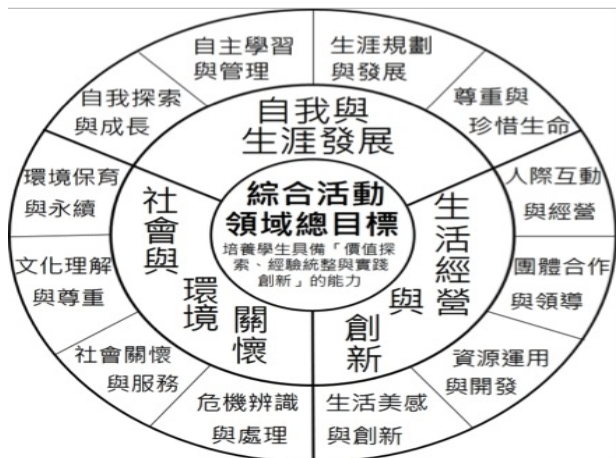 綜合活動
領域總目標
培養學生具備「價值探
索、經驗統整與實踐
創新」的能力
自我與
生涯發展
生活經營
與
創新
社會與
環境
關懷
自我探索
與成長
自主學習
與管理
生涯規劃
與發展
尊重與
珍惜生命
人際互動
與經營
團體合作
與領導
資源運用
與開發
生活美感
與創新
危機辨識
與處理
社會關懷
與服務
文化理解
與尊重
環境保育
與永續